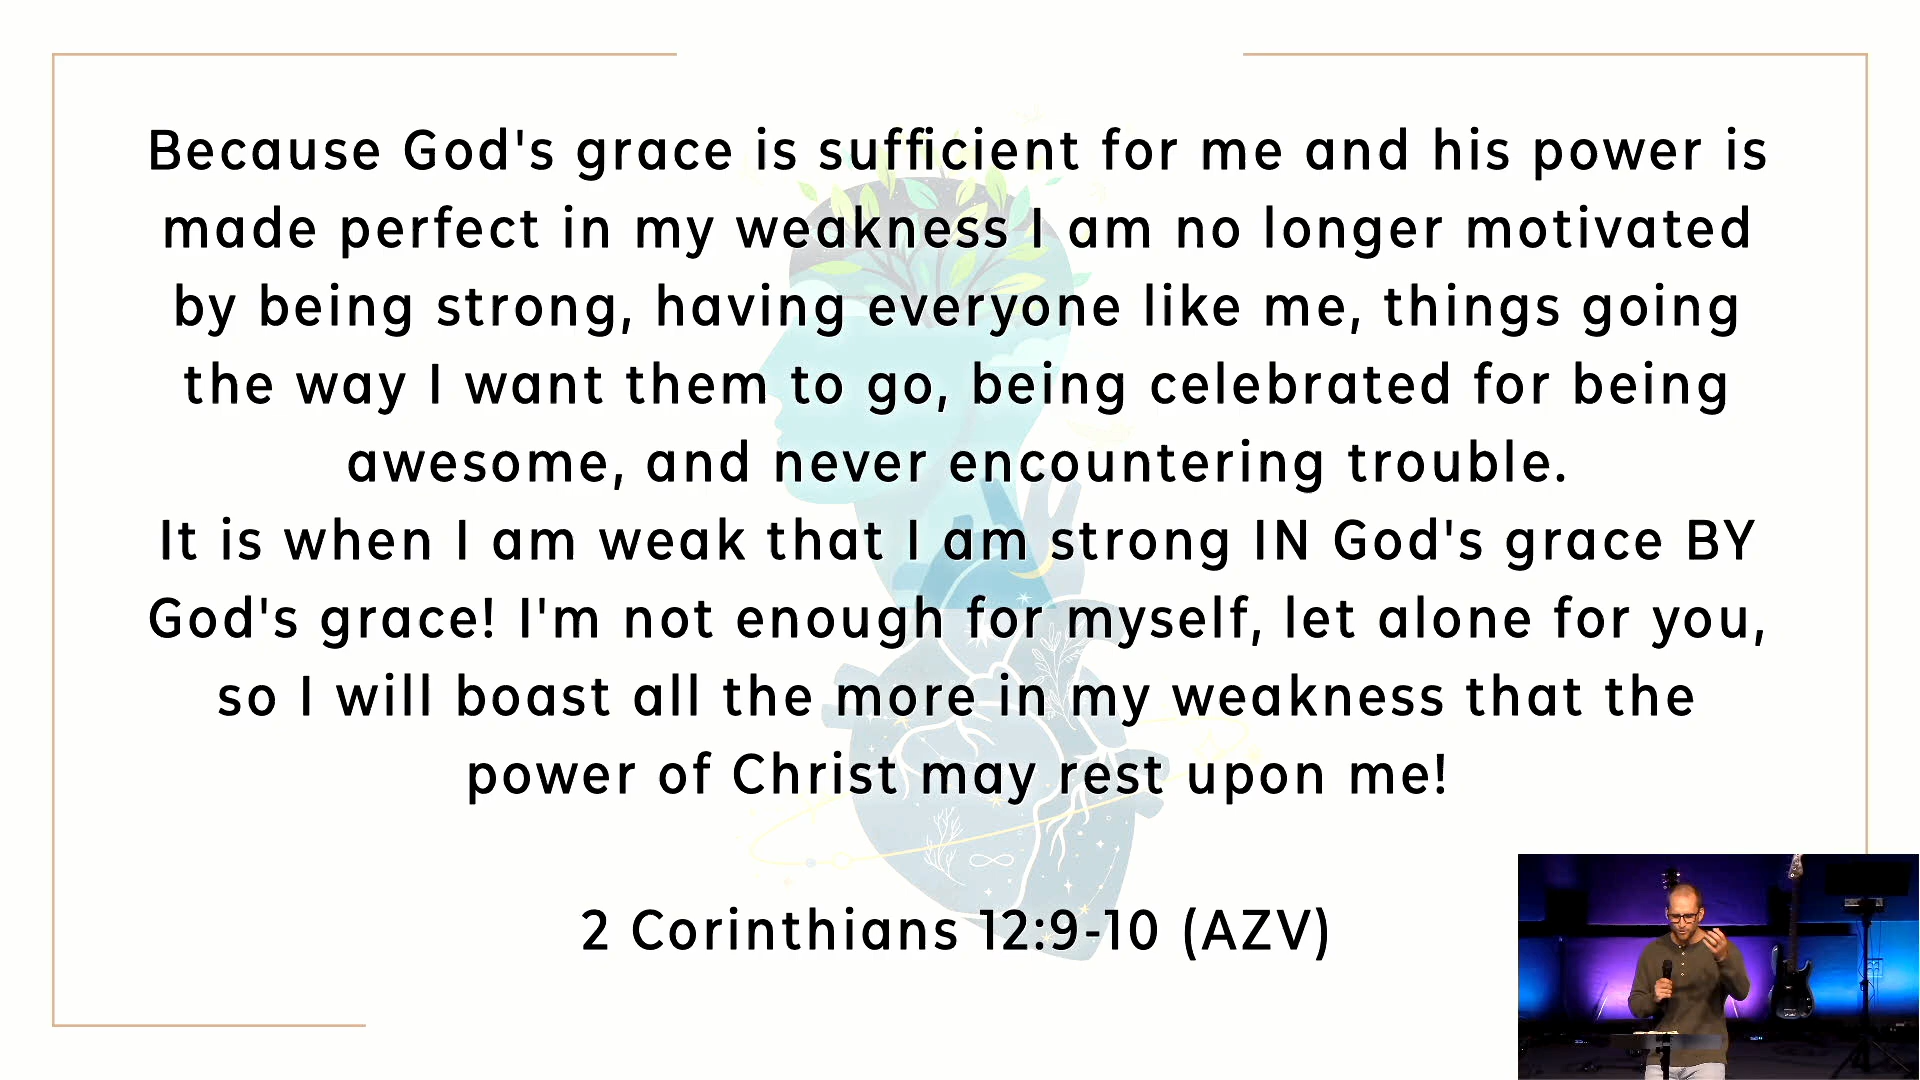 Because God's grace is sufficient for me and his power is
made perfect in my weakness I am no longer motivated
by being strong, having everyone like me, things going
the way I want them to go, being celebrated for being
awesome, and never encountering trouble.
It is when I am weak that I am strong IN God's grace BY
God's grace! I'm not enough for myself, let alone for you,
so I will boast all the more in my weakness that the
power of Christ may rest upon me!
2 Corinthians 12:9-10 (AZV)